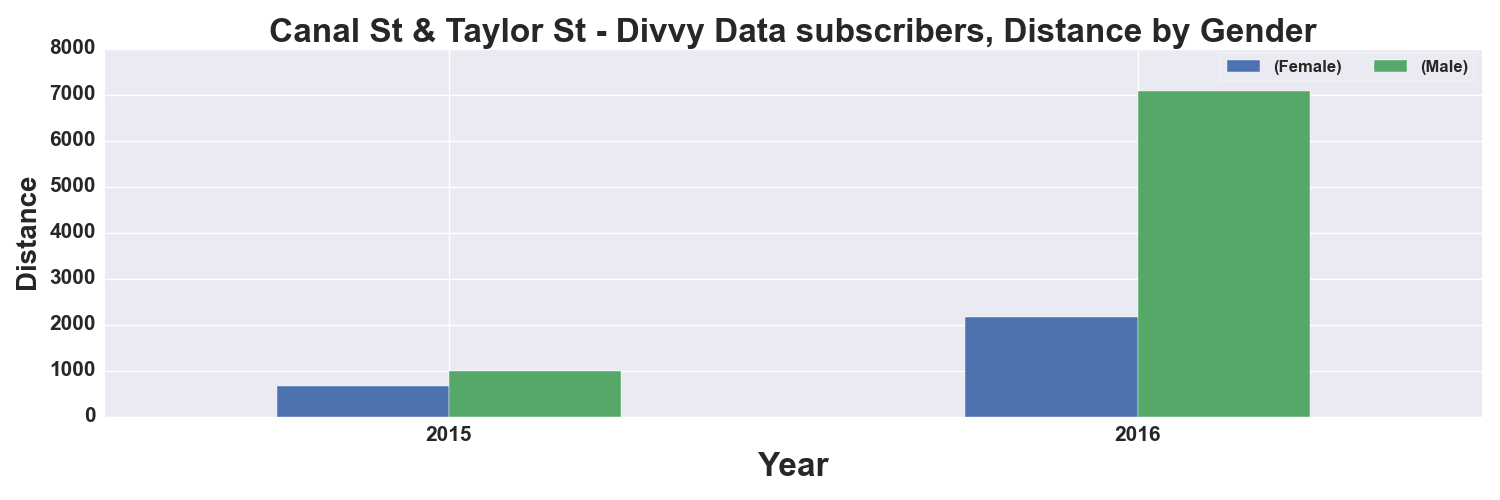 Canal St & Taylor St - Divvy Data subscribers, Distance by Gender
(Female) (Male)
8000
7000
6000
5000
4000
3000
2000
1000
0
Distance
2015 2016
Year